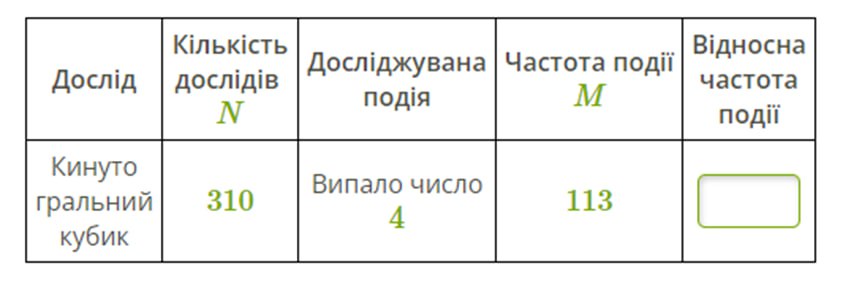 Дослід
Кількість
дослідів
N
Досліджувана
подія
Частота події
M
Відносна
частота
події
Кинуто
гральний
кубик
310
Випало число
4
113